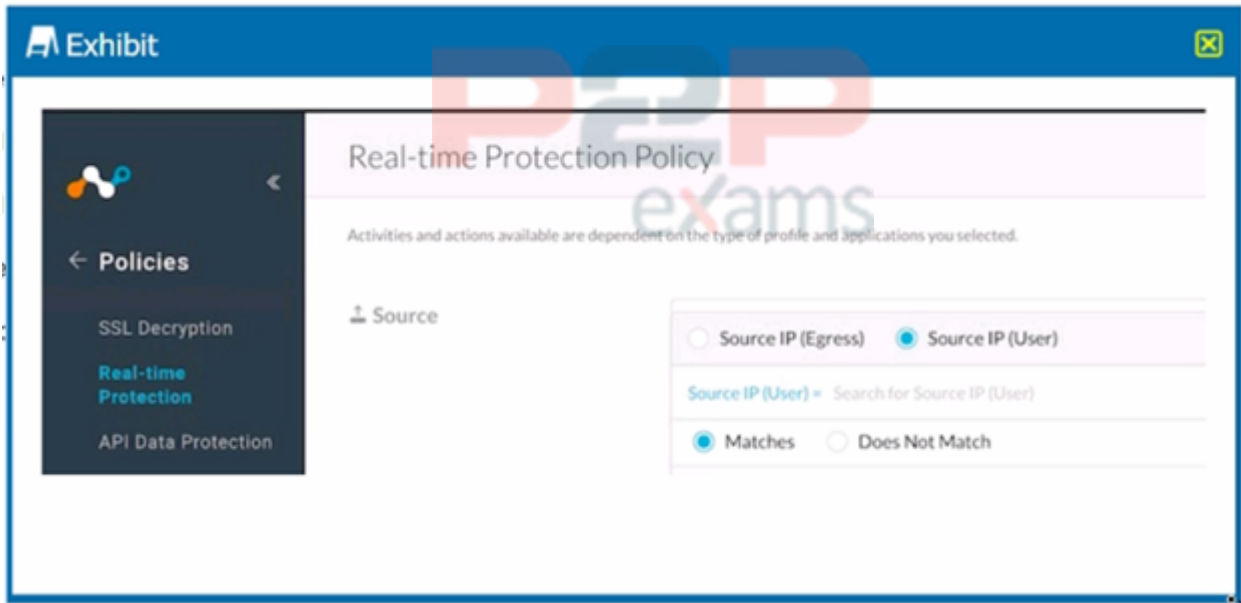 Exhibit
P2P
exams
Real-time Protection Policy
Activities and actions available are dependent on the type of profile and applications you selected.
← Policies
SSL Decryption
Real-time
Protection
API Data Protection
Source
Source IP (Egress) Source IP (User)
Source IP (User) = Search for Source IP (User)
Matches Does Not Match